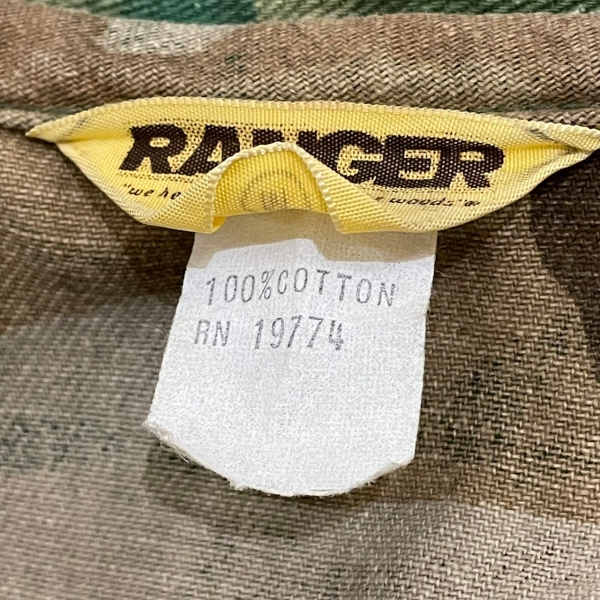 RANGER
"we he woods"®
100% COTTON
RN 19774